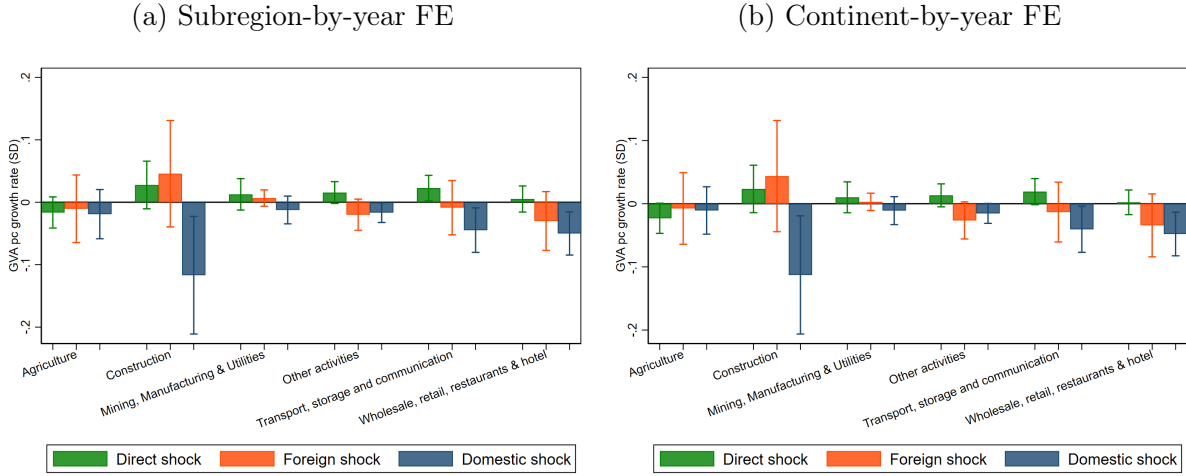 (a) Subregion-by-year FE
GVA pc growth rate (SD)
.2
.1
0
-.1
-.2
Agriculture
Construction
Mining, Manufacturing & Utilities
Other activities
Transport, storage and communication
Wholesale, retail, restaurants & hotel
Direct shock Foreign shock Domestic shock
(b) Continent-by-year FE
GVA pc growth rate (SD)
.2
.1
0
-.1
-.2
Agriculture
Construction
Mining, Manufacturing & Utilities
Other activities
Transport, storage and communication
Wholesale, retail, restaurants & hotel
Direct shock Foreign shock Domestic shock